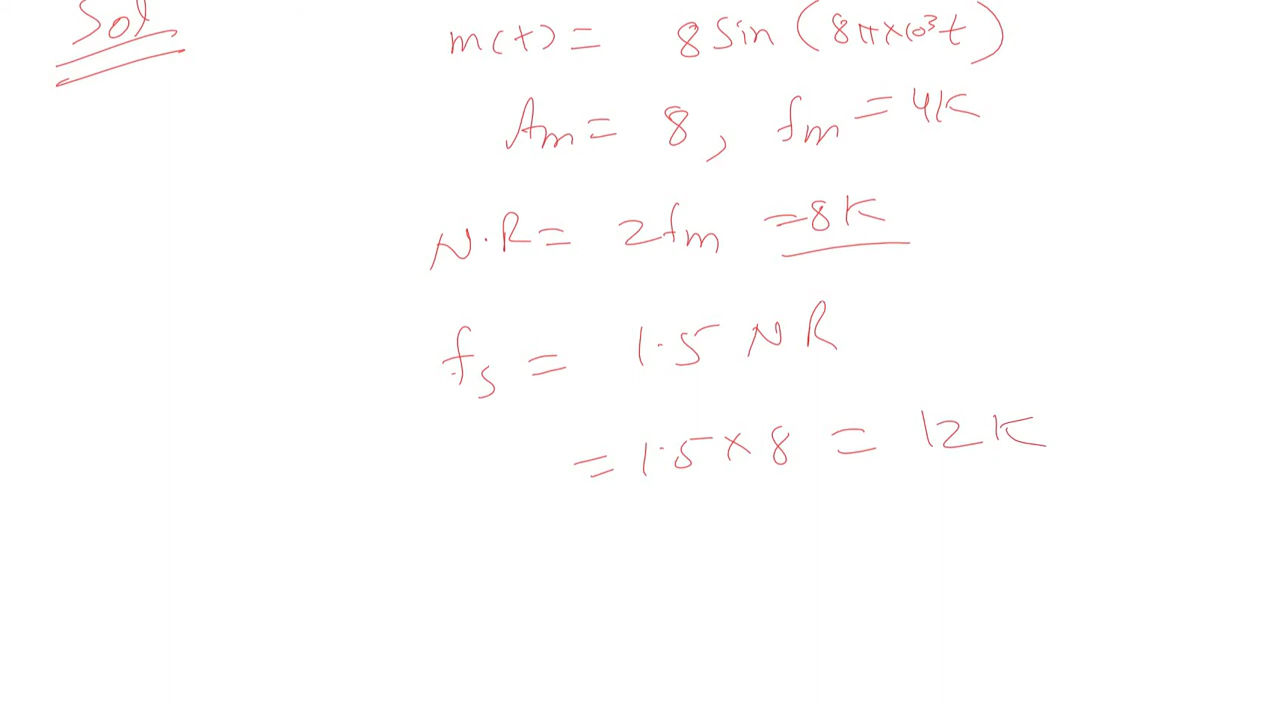 Sol
m(t) = 8 Sin (8π×10³t)
Am = 8, fm = 4K
N.R = 2fm = 8K
fs = 1.5 NR
= 1.5 × 8 = 12K